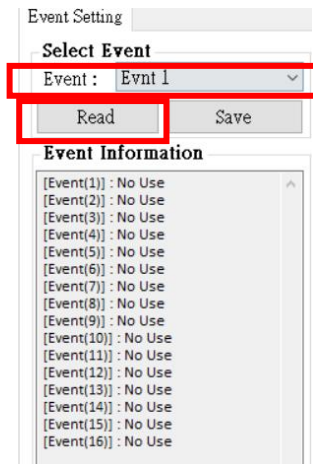 Event Setting
Select Event
Event : Evnt 1
Read Save
Event Information
[Event(1)] : No Use
[Event(2)] : No Use
[Event(3)] : No Use
[Event(4)] : No Use
[Event(5)] : No Use
[Event(6)] : No Use
[Event(7)] : No Use
[Event(8)] : No Use
[Event(9)] : No Use
[Event(10)] : No Use
[Event(11)] : No Use
[Event(12)] : No Use
[Event(13)] : No Use
[Event(14)] : No Use
[Event(15)] : No Use
[Event(16)] : No Use